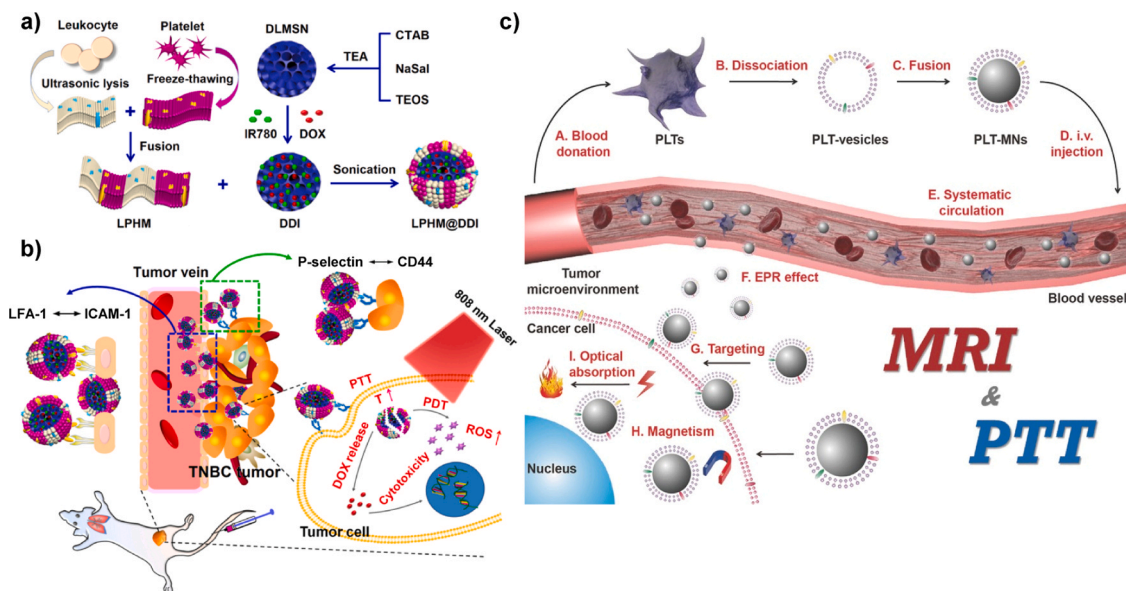 a)
Leukocyte
Platelet
Ultrasonic lysis
Freeze-thawing
+
Fusion
LPHM
+
DLMSN
TEA
CTAB
NaSal
TEOS
IR780
DOX
DDI
Sonication
LPHM@DDI
b)
Tumor vein
P-selectin
CD44
LFA-1
ICAM-1
808 nm Laser
PTT
T
PDT
ROS
DOX release
Cytotoxicity
TNBC tumor
Tumor cell
c)
A. Blood
donation
PLTs
B. Dissociation
PLT-vesicles
C. Fusion
PLT-MNs
D. i.v.
injection
E. Systematic
circulation
Blood vessel
Tumor
microenvironment
F. EPR effect
Cancer cell
G. Targeting
I. Optical
absorption
H. Magnetism
Nucleus
MRI
&
PTT